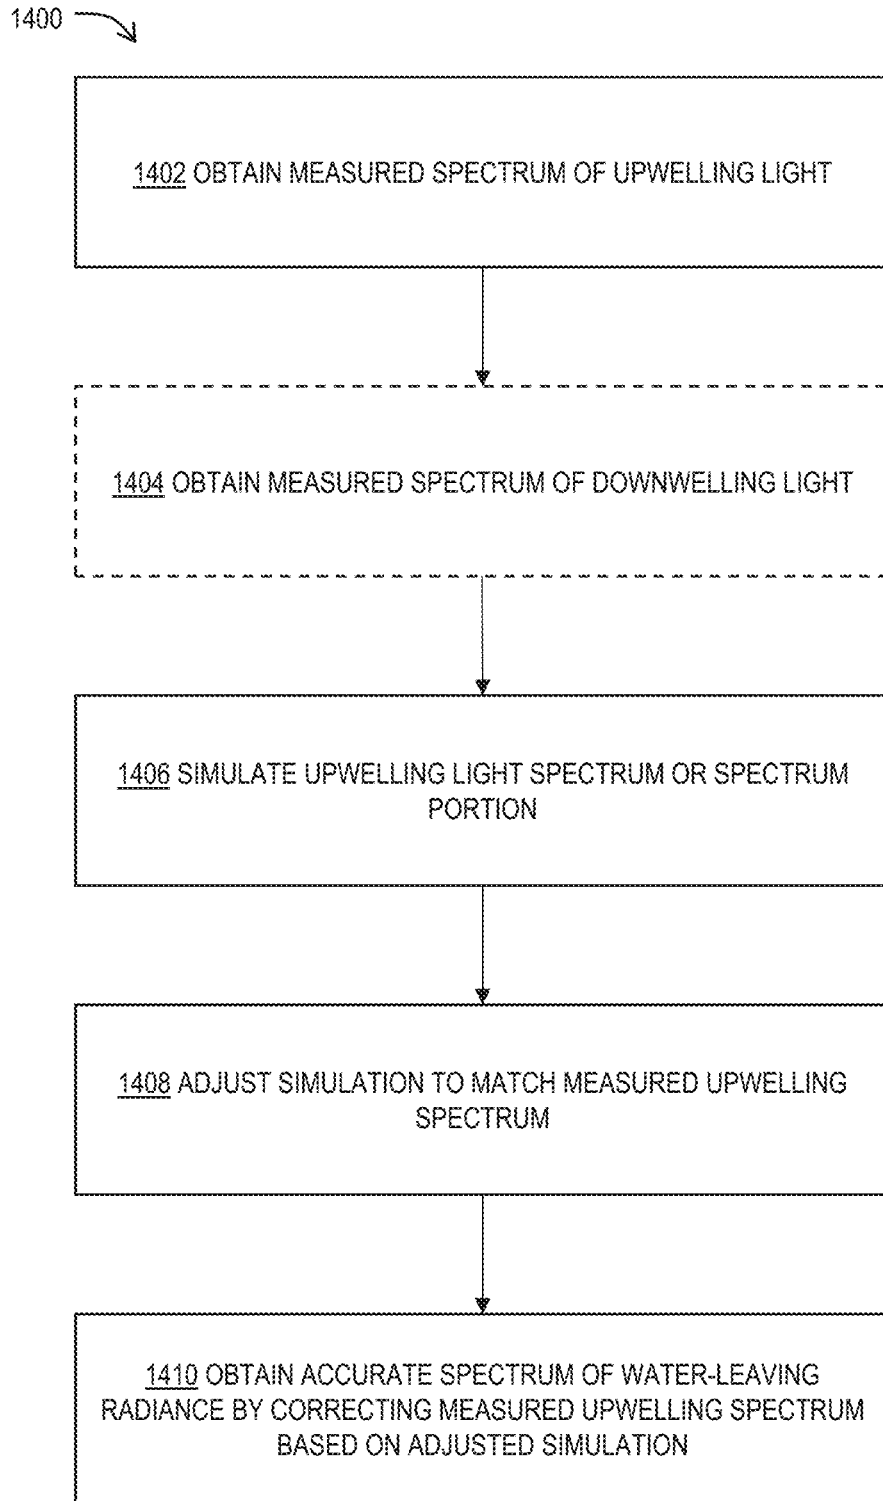 1400
1402 OBTAIN MEASURED SPECTRUM OF UPWELLING LIGHT
1404 OBTAIN MEASURED SPECTRUM OF DOWNWELLING LIGHT
1406 SIMULATE UPWELLING LIGHT SPECTRUM OR SPECTRUM
PORTION
1408 ADJUST SIMULATION TO MATCH MEASURED UPWELLING
SPECTRUM
1410 OBTAIN ACCURATE SPECTRUM OF WATER-LEAVING
RADIANCE BY CORRECTING MEASURED UPWELLING SPECTRUM
BASED ON ADJUSTED SIMULATION